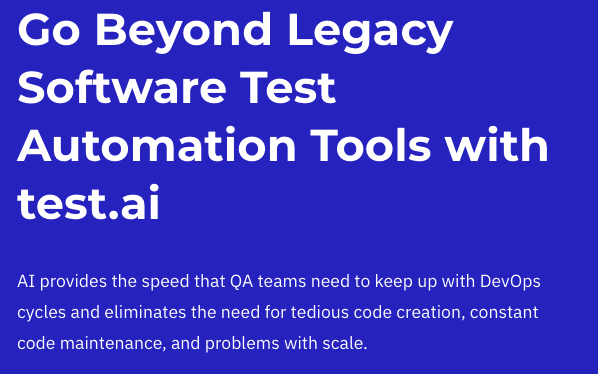 Go Beyond Legacy
Software Test
Automation Tools with
test.ai
AI provides the speed that QA teams need to keep up with DevOps
cycles and eliminates the need for tedious code creation, constant
code maintenance, and problems with scale.